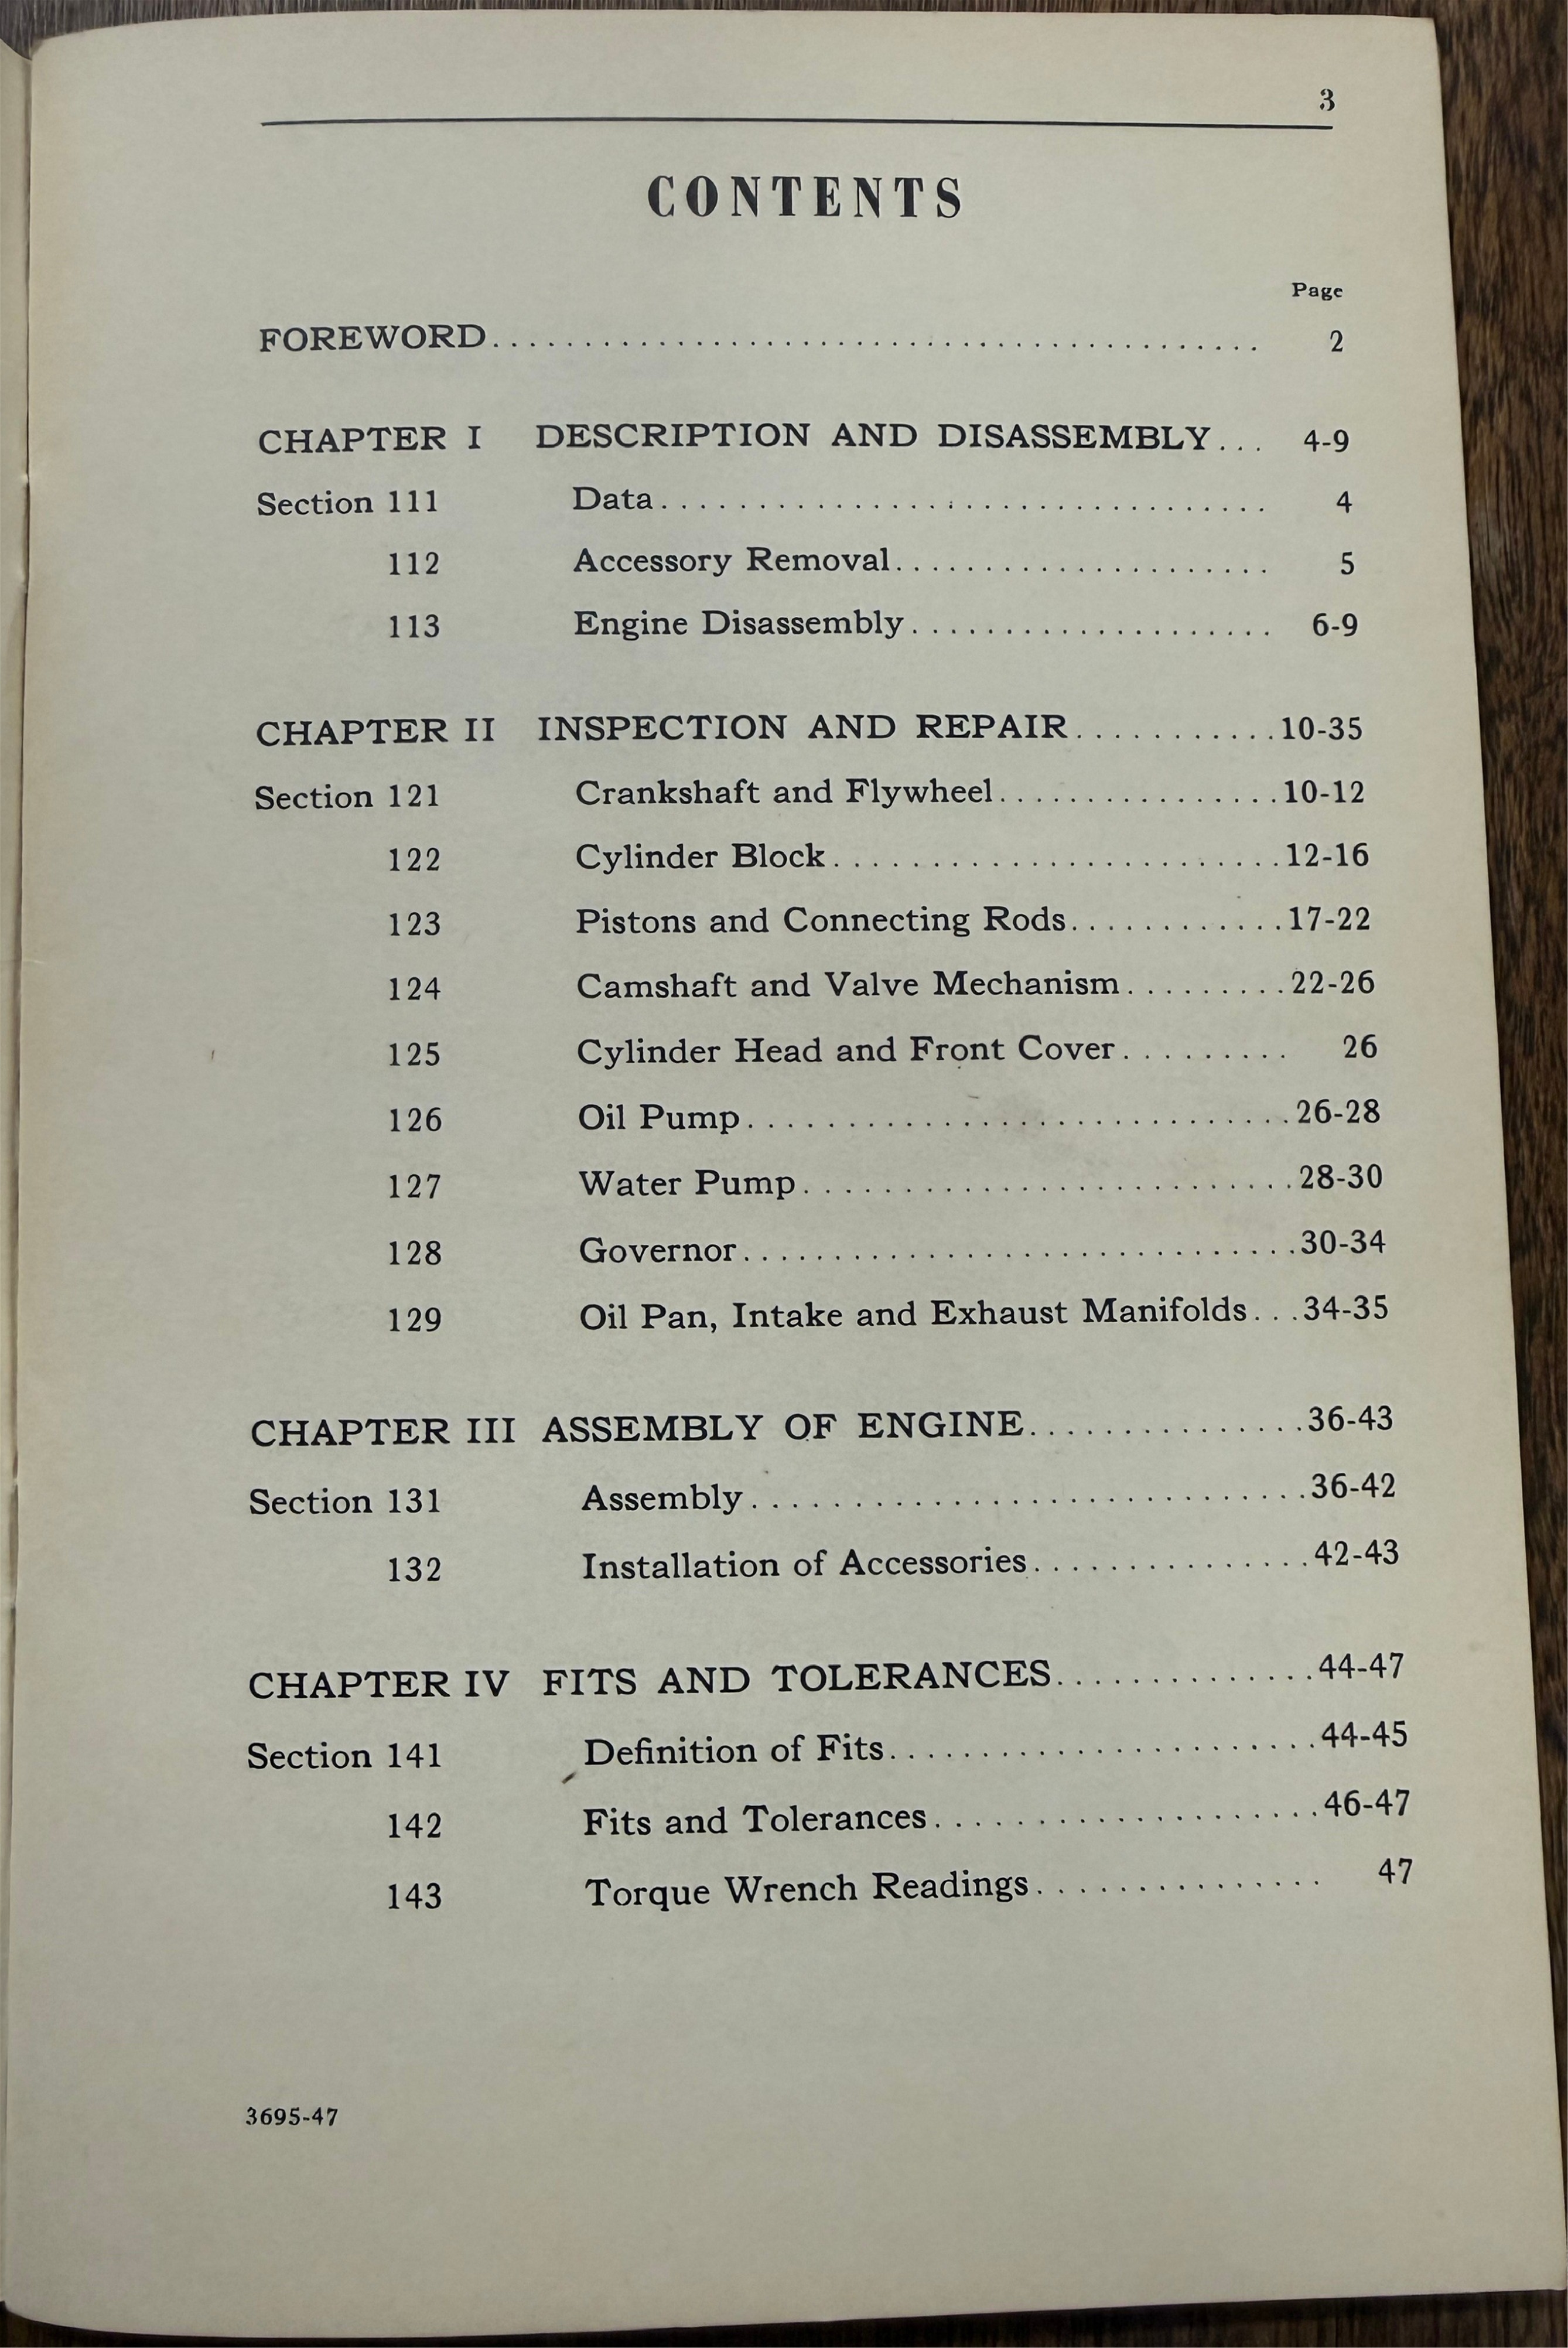 3
CONTENTS
Page
FOREWORD............................................ 2
CHAPTER I DESCRIPTION AND DISASSEMBLY... 4-9
Section 111 Data................................. 4
112 Accessory Removal..................... 5
113 Engine Disassembly.................... 6-9
CHAPTER II INSPECTION AND REPAIR...........10-35
Section 121 Crankshaft and Flywheel................10-12
122 Cylinder Block.........................12-16
123 Pistons and Connecting Rods............17-22
124 Camshaft and Valve Mechanism.........22-26
125 Cylinder Head and Front Cover......... 26
126 Oil Pump...............................26-28
127 Water Pump...........................28-30
128 Governor...............................30-34
129 Oil Pan, Intake and Exhaust Manifolds...34-35
CHAPTER III ASSEMBLY OF ENGINE...............36-43
Section 131 Assembly...............................36-42
132 Installation of Accessories................42-43
CHAPTER IV FITS AND TOLERANCES..............44-47
Section 141 Definition of Fits........................44-45
142 Fits and Tolerances.....................46-47
143 Torque Wrench Readings................ 47
3695-47